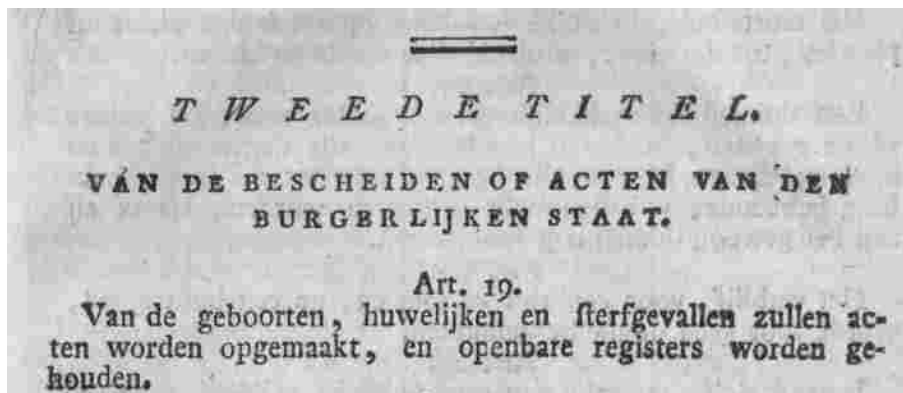 TWEEDE TITEL.
VAN DE BESCHEIDEN OF ACTEN VAN DEN
BURGERLIJKEN STAAT.
Art. 19.
Van de geboorten, huwelijken en ſterfgevallen zullen ac-
ten worden opgemaakt, en openbare registers worden ge-
houden.